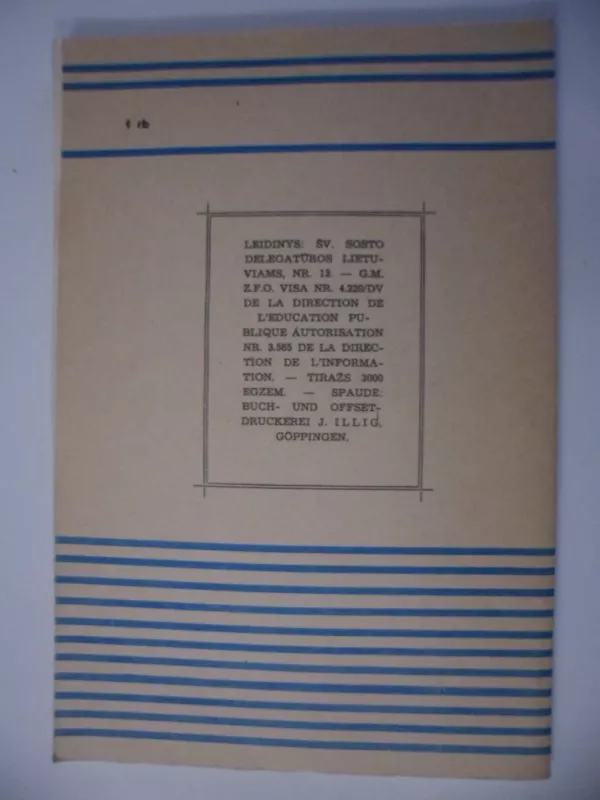 rb
LEIDINYS: ŠV. SOSTO
DELEGATŪROS LIETU-
VIAMS, NR. 13. — G.M.
Z.F.O. VISA NR. 4.220/DV
DE LA DIRECTION DE
L'EDUCATION PU-
BLIQUE AUTORISATION
NR. 3.565 DE LA DIREC-
TION DE L'INFORMA-
TION. — TIRAŽS 3000
EGZEM. — SPAUDE:
BUCH- UND OFFSET-
DRUCKEREI J. ILLIG,
GÖPPINGEN.